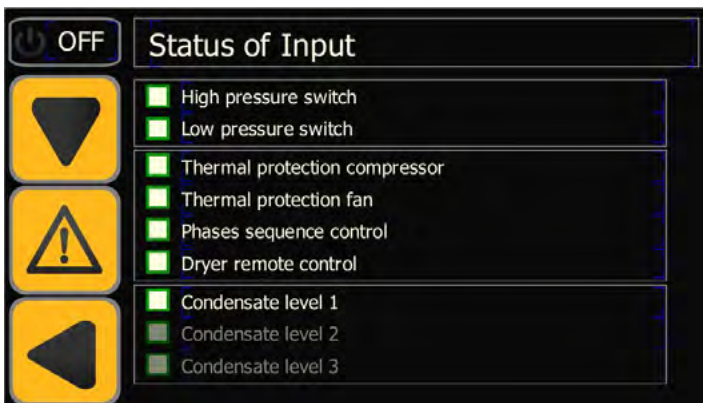 OFF
Status of Input
High pressure switch
Low pressure switch
Thermal protection compressor
Thermal protection fan
Phases sequence control
Dryer remote control
Condensate level 1
Condensate level 2
Condensate level 3